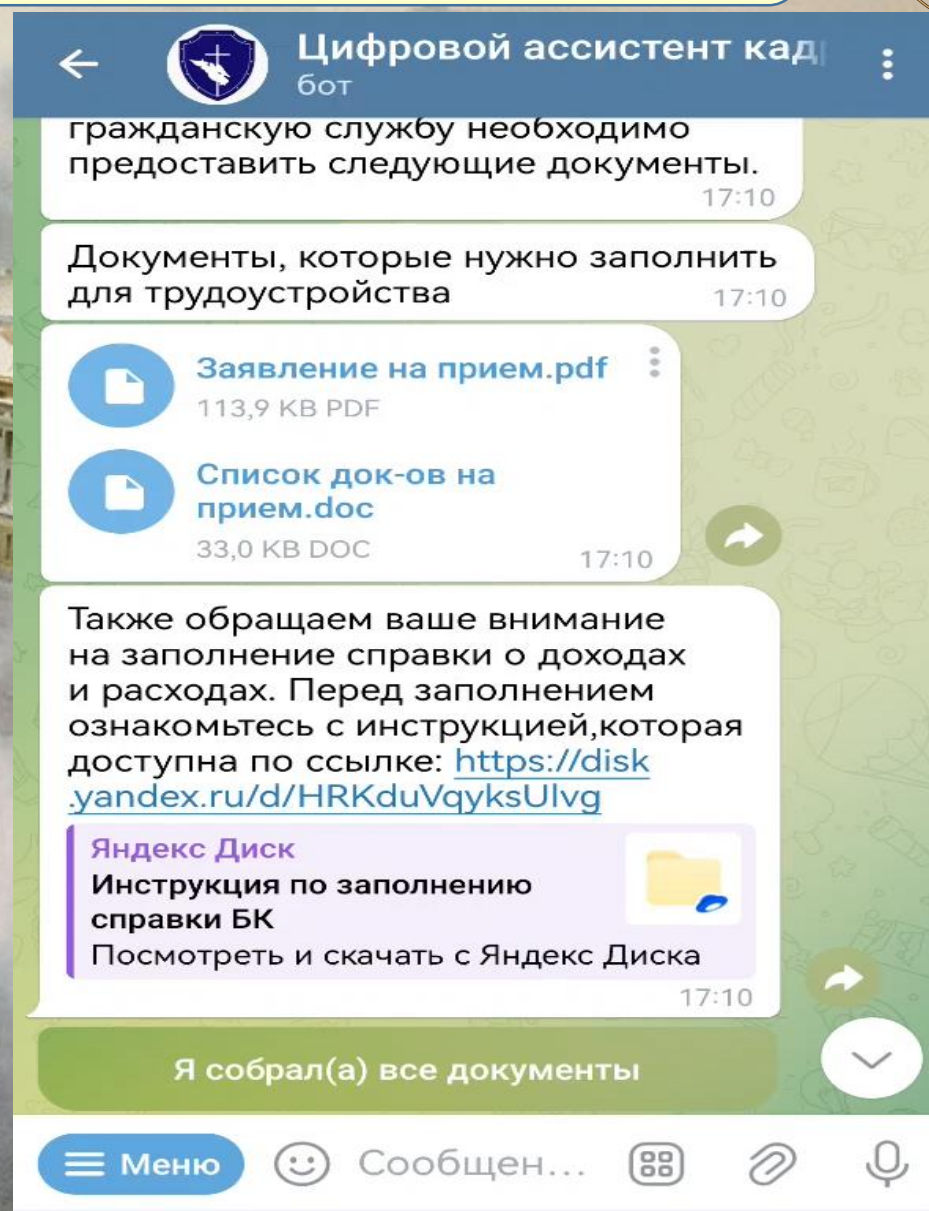 Цифровой ассистент кад
бот
гражданскую службу необходимо
предоставить следующие документы.
17:10
Документы, которые нужно заполнить
для трудоустройства
17:10
Заявление на прием.pdf
113,9 KB PDF
Список док-ов на
прием.doc
33,0 KB DOC
17:10
Также обращаем ваше внимание
на заполнение справки о доходах
и расходах. Перед заполнением
ознакомьтесь с инструкцией,которая
доступна по ссылке: https://disk
.yandex.ru/d/HRKduVqyksUlvg
Яндекс Диск
Инструкция по заполнению
справки БК
Посмотреть и скачать с Яндекс Диска
17:10
Я собрал(а) все документы
Меню
Сообщен...